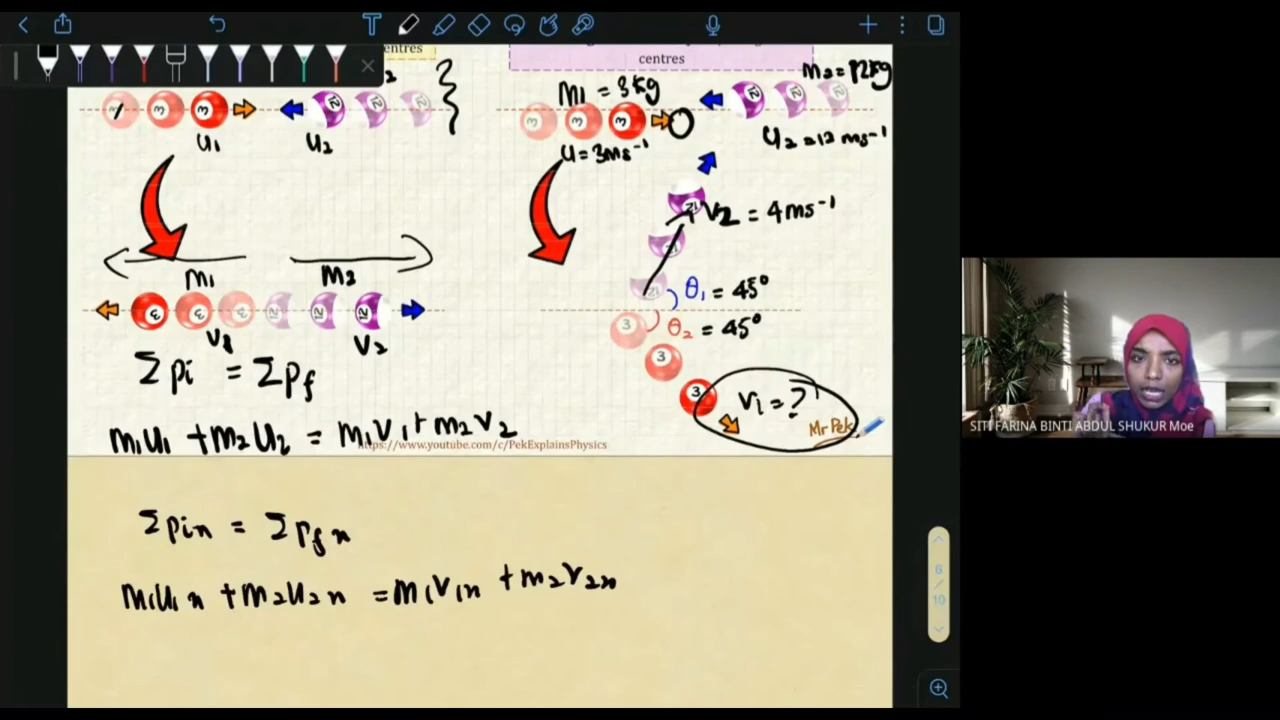 centres
centres
m₁ = 3kg
m₂ = 12kg
u₁
u₂
u = 3ms⁻¹
u₂ = 12 ms⁻¹
v₂ = 4ms⁻¹
m₁
m₂
θ₁ = 45°
θ₂ = 45°
v₁
v₂
Σpi = Σpf
v₁ = ?
Mr Pek
m₁u₁ + m₂u₂ = m₁v₁ + m₂v₂
https://www.youtube.com/c/PekExplainsPhysics
Σpix = Σpfx
m₁u₁x + m₂u₂x = m₁v₁x + m₂v₂x
SITI FARINA BINTI ABDUL SHUKUR Moe
6
/
10